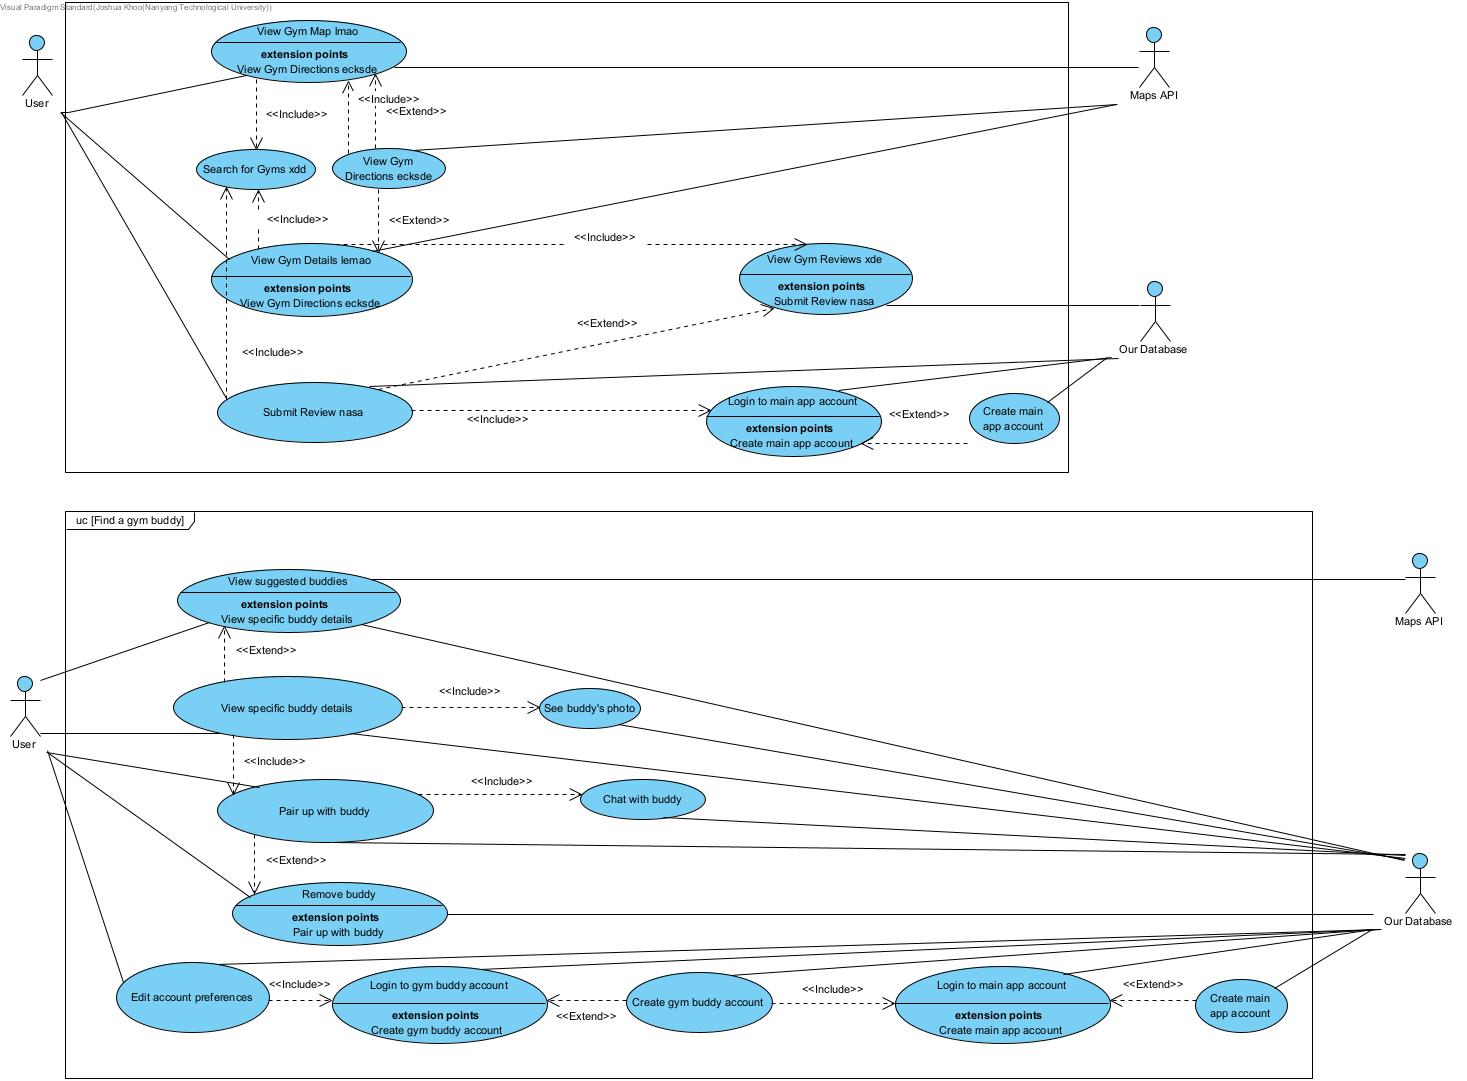 Visual Paradigm Standard(Joshua Khoo(Nanyang Technological University))
View Gym Map lmao
extension points
View Gym Directions ecksde
User
Maps API
<<Include>>
<<Extend>>
<<Include>>
Search for Gyms xdd
View Gym
Directions ecksde
<<Include>>
<<Extend>>
<<Include>>
View Gym Details lemao
extension points
View Gym Directions ecksde
View Gym Reviews xde
extension points
Submit Review nasa
<<Extend>>
Our Database
<<Include>>
Submit Review nasa
<<Include>>
Login to main app account
extension points
Create main app account
<<Extend>>
Create main
app account
uc [Find a gym buddy]
View suggested buddies
extension points
View specific buddy details
Maps API
<<Extend>>
View specific buddy details
<<Include>>
See buddy's photo
User
<<Include>>
Pair up with buddy
<<Include>>
Chat with buddy
<<Extend>>
Remove buddy
extension points
Pair up with buddy
Our Database
Edit account preferences
<<Include>>
Login to gym buddy account
extension points
Create gym buddy account
<<Extend>>
Create gym buddy account
<<Include>>
Login to main app account
extension points
Create main app account
<<Extend>>
Create main
app account